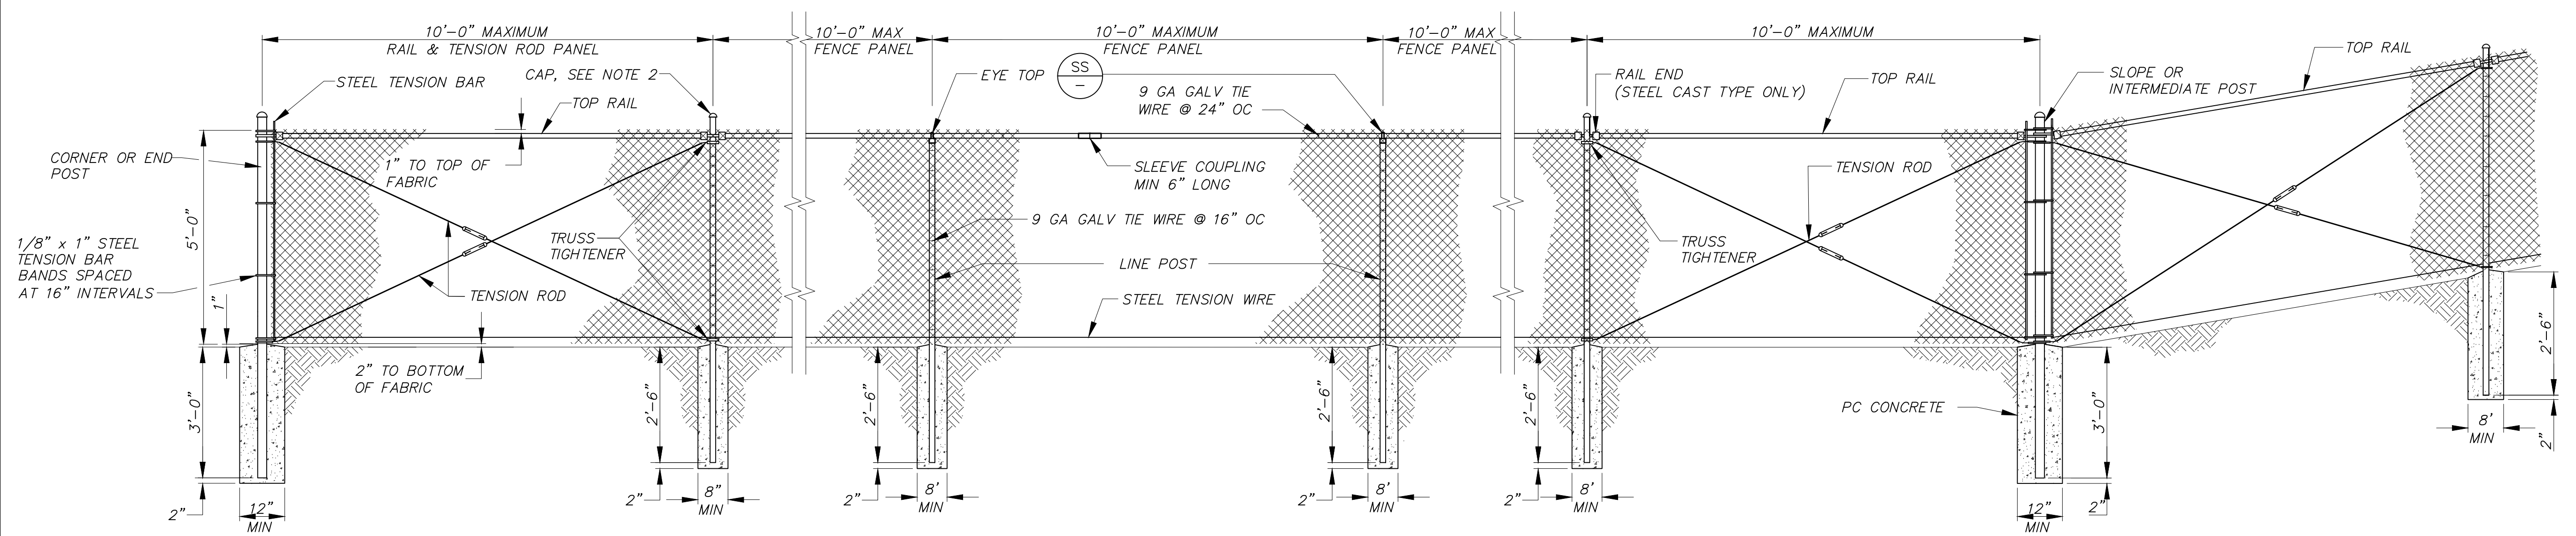 10'-0" MAXIMUM
RAIL & TENSION ROD PANEL
10'-0" MAX
FENCE PANEL
10'-0" MAXIMUM
FENCE PANEL
10'-0" MAX
FENCE PANEL
10'-0" MAXIMUM
STEEL TENSION BAR
CAP, SEE NOTE 2
TOP RAIL
EYE TOP
SS
–
9 GA GALV TIE
WIRE @ 24" OC
RAIL END
(STEEL CAST TYPE ONLY)
TOP RAIL
SLOPE OR
INTERMEDIATE POST
TOP RAIL
CORNER OR END
POST
1" TO TOP OF
FABRIC
SLEEVE COUPLING
MIN 6" LONG
TENSION ROD
5'-0"
9 GA GALV TIE WIRE @ 16" OC
1/8" x 1" STEEL
TENSION BAR
BANDS SPACED
AT 16" INTERVALS
TRUSS
TIGHTENER
LINE POST
TRUSS
TIGHTENER
TENSION ROD
STEEL TENSION WIRE
1"
2" TO BOTTOM
OF FABRIC
PC CONCRETE
3'-0"
2'-6"
2'-6"
2'-6"
2'-6"
3'-0"
2'-6"
2"
12"
MIN
2"
8"
MIN
2"
8'
MIN
2"
8'
MIN
2"
8'
MIN
12"
MIN
2"
8'
MIN
2"